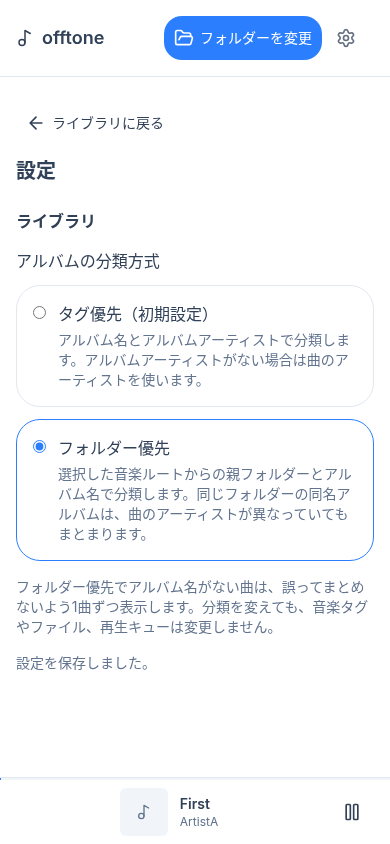 offtone
フォルダーを変更
ライブラリに戻る
設定
ライブラリ
アルバムの分類方式
タグ優先（初期設定）
アルバム名とアルバムアーティストで分類しま
す。アルバムアーティストがない場合は曲のア
ーティストを使います。
フォルダー優先
選択した音楽ルートからの親フォルダーとアル
バム名で分類します。同じフォルダーの同名ア
ルバムは、曲のアーティストが異なっていても
まとまります。
フォルダー優先でアルバム名がない曲は、誤ってまとめ
ないよう1曲ずつ表示します。分類を変えても、音楽タグ
やファイル、再生キューは変更しません。
設定を保存しました。
First
ArtistA